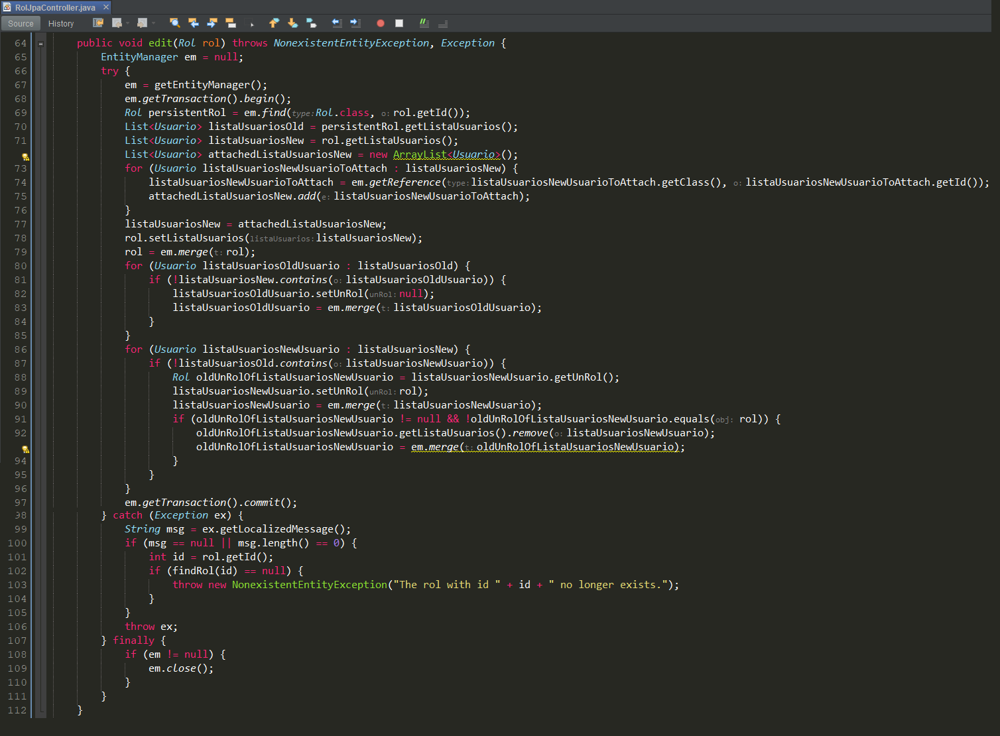 RolJpaController.java
Source History
64 public void edit(Rol rol) throws NonexistentEntityException, Exception {
65 EntityManager em = null;
66 try {
67 em = getEntityManager();
68 em.getTransaction().begin();
69 Rol persistentRol = em.find(type: Rol.class, o: rol.getId());
70 List<Usuario> listaUsuariosOld = persistentRol.getListaUsuarios();
71 List<Usuario> listaUsuariosNew = rol.getListaUsuarios();
List<Usuario> attachedListaUsuariosNew = new ArrayList<Usuario>();
73 for (Usuario listaUsuariosNewUsuarioToAttach : listaUsuariosNew) {
74 listaUsuariosNewUsuarioToAttach = em.getReference(type: listaUsuariosNewUsuarioToAttach.getClass(), o: listaUsuariosNewUsuarioToAttach.getId());
75 attachedListaUsuariosNew.add(e: listaUsuariosNewUsuarioToAttach);
76 }
77 listaUsuariosNew = attachedListaUsuariosNew;
78 rol.setListaUsuarios(listaUsuarios: listaUsuariosNew);
79 rol = em.merge(t: rol);
80 for (Usuario listaUsuariosOldUsuario : listaUsuariosOld) {
81 if (!listaUsuariosNew.contains(o: listaUsuariosOldUsuario)) {
82 listaUsuariosOldUsuario.setUnRol(unRol: null);
83 listaUsuariosOldUsuario = em.merge(t: listaUsuariosOldUsuario);
84 }
85 }
86 for (Usuario listaUsuariosNewUsuario : listaUsuariosNew) {
87 if (!listaUsuariosOld.contains(o: listaUsuariosNewUsuario)) {
88 Rol oldUnRolOfListaUsuariosNewUsuario = listaUsuariosNewUsuario.getUnRol();
89 listaUsuariosNewUsuario.setUnRol(unRol: rol);
90 listaUsuariosNewUsuario = em.merge(t: listaUsuariosNewUsuario);
91 if (oldUnRolOfListaUsuariosNewUsuario != null && !oldUnRolOfListaUsuariosNewUsuario.equals(obj: rol)) {
92 oldUnRolOfListaUsuariosNewUsuario.getListaUsuarios().remove(o: listaUsuariosNewUsuario);
oldUnRolOfListaUsuariosNewUsuario = em.merge(t: oldUnRolOfListaUsuariosNewUsuario);
94 }
95 }
96 }
97 em.getTransaction().commit();
98 } catch (Exception ex) {
99 String msg = ex.getLocalizedMessage();
100 if (msg == null || msg.length() == 0) {
101 int id = rol.getId();
102 if (findRol(id) == null) {
103 throw new NonexistentEntityException("The rol with id " + id + " no longer exists.");
104 }
105 }
106 throw ex;
107 } finally {
108 if (em != null) {
109 em.close();
110 }
111 }
112 }